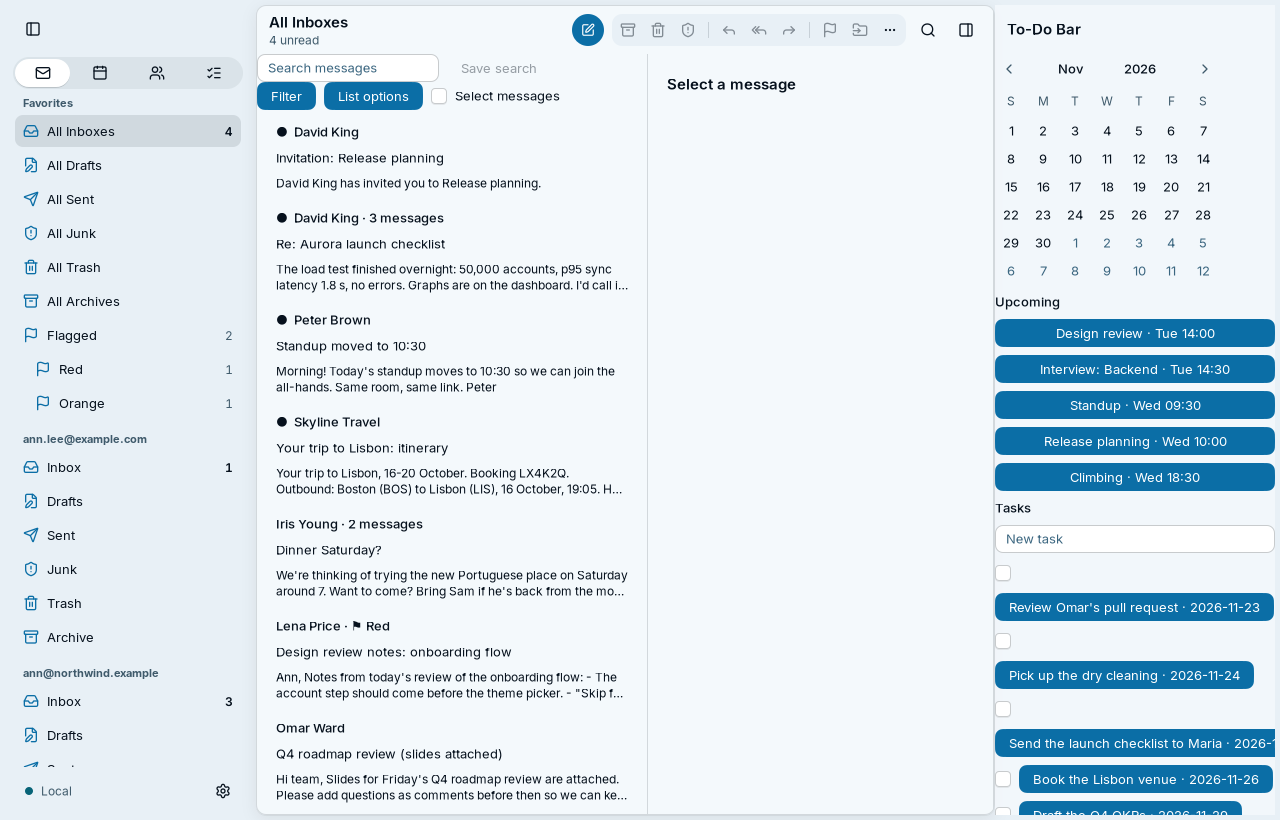 Favorites
All Inboxes 4
All Drafts
All Sent
All Junk
All Trash
All Archives
Flagged 2
Red 1
Orange 1
ann.lee@example.com
Inbox 1
Drafts
Sent
Junk
Trash
Archive
ann@northwind.example
Inbox 3
Drafts
Local
All Inboxes
4 unread
Search messages
Save search
Filter
List options
Select messages
David King
Invitation: Release planning
David King has invited you to Release planning.
David King · 3 messages
Re: Aurora launch checklist
The load test finished overnight: 50,000 accounts, p95 sync
latency 1.8 s, no errors. Graphs are on the dashboard. I'd call i...
Peter Brown
Standup moved to 10:30
Morning! Today's standup moves to 10:30 so we can join the
all-hands. Same room, same link. Peter
Skyline Travel
Your trip to Lisbon: itinerary
Your trip to Lisbon, 16-20 October. Booking LX4K2Q.
Outbound: Boston (BOS) to Lisbon (LIS), 16 October, 19:05. H...
Iris Young · 2 messages
Dinner Saturday?
We're thinking of trying the new Portuguese place on Saturday
around 7. Want to come? Bring Sam if he's back from the mo...
Lena Price · ⚑ Red
Design review notes: onboarding flow
Ann, Notes from today's review of the onboarding flow: - The
account step should come before the theme picker. - "Skip f...
Omar Ward
Q4 roadmap review (slides attached)
Hi team, Slides for Friday's Q4 roadmap review are attached.
Please add questions as comments before then so we can ke...
Select a message
To-Do Bar
Nov 2026
S M T W T F S
1 2 3 4 5 6 7
8 9 10 11 12 13 14
15 16 17 18 19 20 21
22 23 24 25 26 27 28
29 30 1 2 3 4 5
6 7 8 9 10 11 12
Upcoming
Design review · Tue 14:00
Interview: Backend · Tue 14:30
Standup · Wed 09:30
Release planning · Wed 10:00
Climbing · Wed 18:30
Tasks
New task
Review Omar's pull request · 2026-11-23
Pick up the dry cleaning · 2026-11-24
Send the launch checklist to Maria · 2026-1
Book the Lisbon venue · 2026-11-26
Draft the Q4 OKRs · 2026-11-29